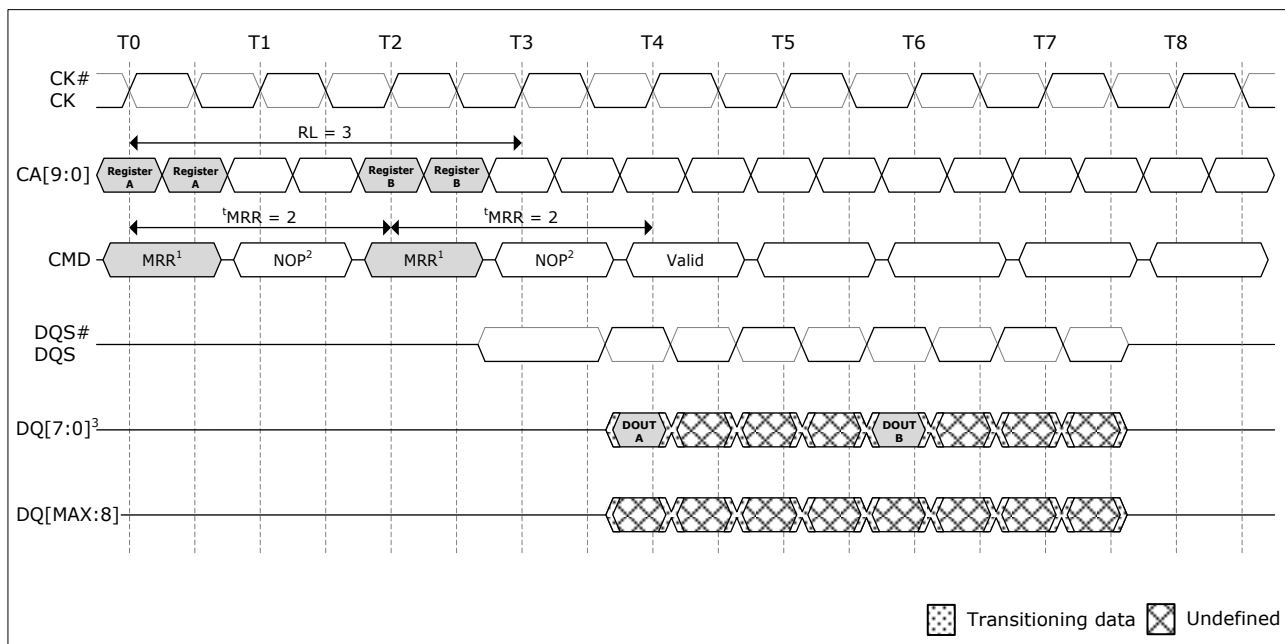 T0 T1 T2 T3 T4 T5 T6 T7 T8
CK#
CK
RL = 3
CA[9:0] Register A Register A Register B Register B
tMRR = 2 tMRR = 2
CMD MRR1 NOP2 MRR1 NOP2 Valid
DQS#
DQS
DQ[7:0]3 DOUT A DOUT B
DQ[MAX:8]
Transitioning data Undefined